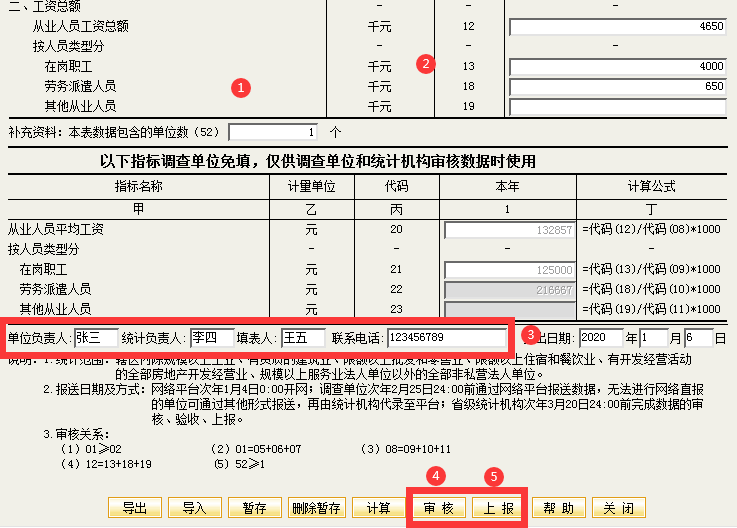 二、工资总额 - - -
从业人员工资总额 千元 12 4650
按人员类型分 - - -
在岗职工 千元 13 4000
劳务派遣人员 千元 18 650
其他从业人员 千元 19
1
2
补充资料：本表数据包含的单位数（52） 1 个
以下指标调查单位免填，仅供调查单位和统计机构审核数据时使用
指标名称 计量单位 代码 本年 计算公式
甲 乙 丙 1 丁
从业人员平均工资 元 20 132857 =代码(12)/代码(08)*1000
按人员类型分 - - - -
在岗职工 元 21 125000 =代码(13)/代码(09)*1000
劳务派遣人员 元 22 216667 =代码(18)/代码(10)*1000
其他从业人员 元 23 =代码(19)/代码(11)*1000
单位负责人: 张三 统计负责人: 李四 填表人: 王五 联系电话: 123456789 3 出日期: 2020 年 1 月 6 日
说明：1.统计范围：辖区内除规模以上工业、有资质的建筑业、限额以上批发和零售业、限额以上住宿和餐饮业、有开发经营活动
的全部房地产开发经营业、规模以上服务业法人单位以外的全部非私营法人单位。
2.报送日期及方式：网络平台次年1月4日0:00开网；调查单位次年2月25日24:00前通过网络平台报送数据，无法进行网络直报
的单位可通过其他形式报送，再由统计机构代录至平台；省级统计机构次年3月20日24:00前完成数据的审
核、验收、上报。
3.审核关系：
（1）01≥02 （2）01=05+06+07 （3）08=09+10+11
（4）12=13+18+19 （5）52≥1
4 5
导出 导入 暂存 删除暂存 计算 审 核 上 报 帮 助 关 闭